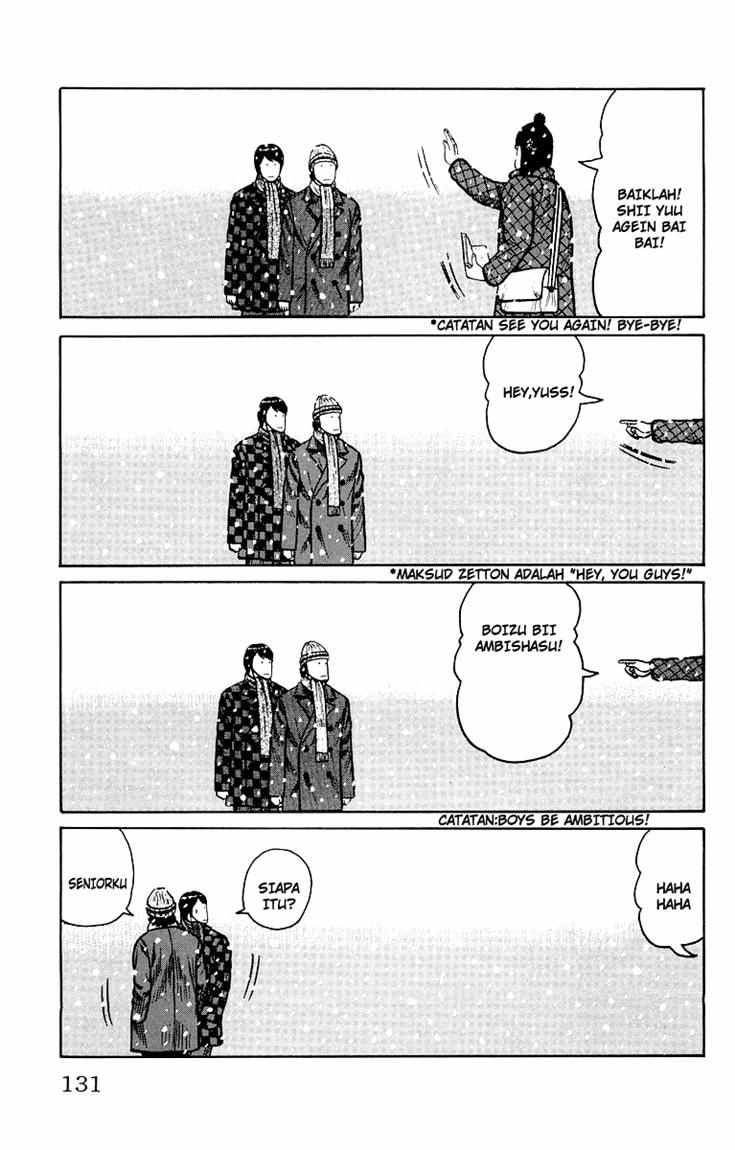 BAIKLAH!
SHII YUU
AGEIN BAI
BAI!
*CATATAN SEE YOU AGAIN! BYE-BYE!
HEY,YUSS!
*MAKSUD ZETTON ADALAH "HEY, YOU GUYS!"
BOIZU BII
AMBISHASU!
CATATAN:BOYS BE AMBITIOUS!
SENIORKU
SIAPA
ITU?
HAHA
HAHA
131